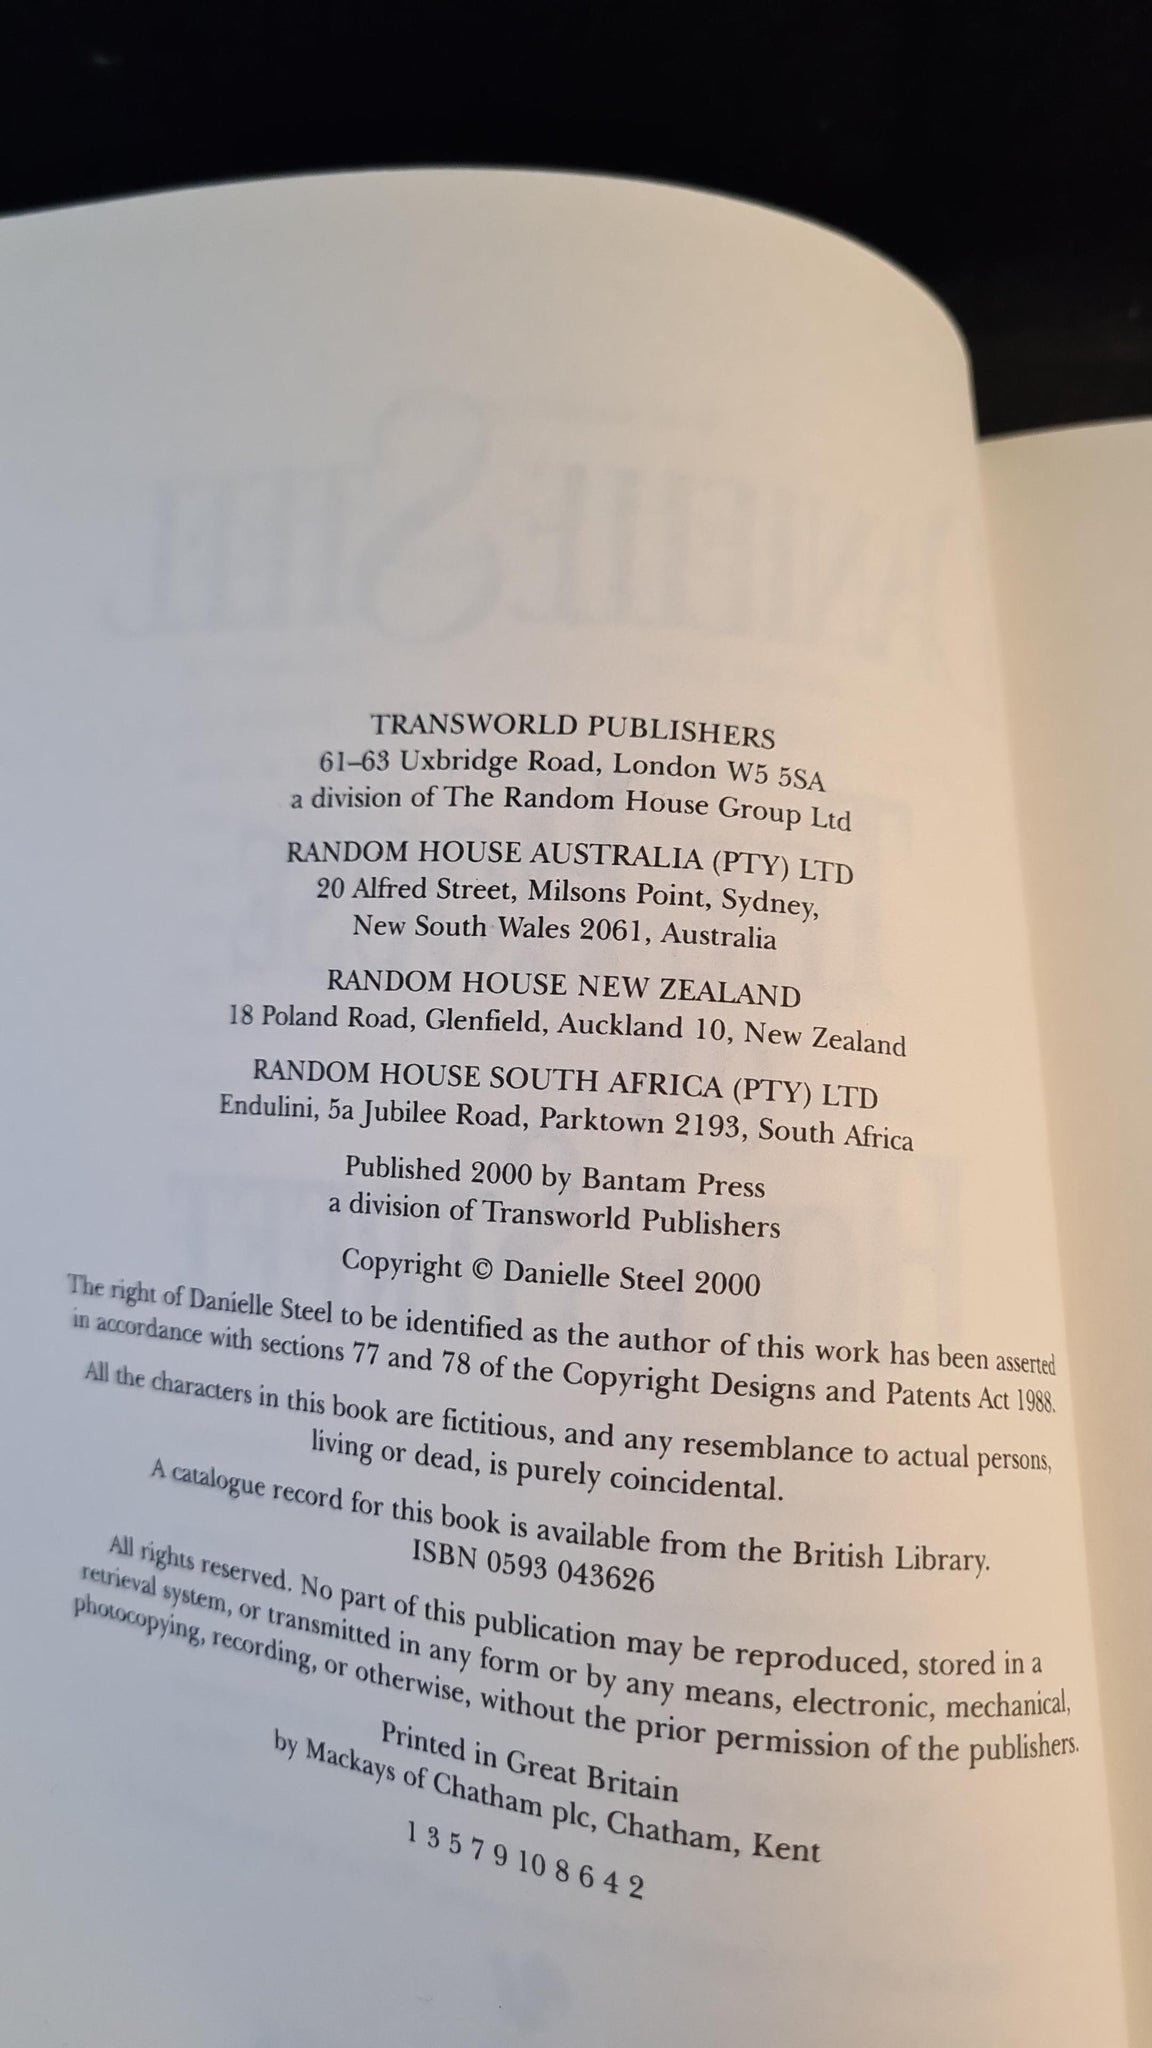 DANIELLE STEEL
TRANSWORLD PUBLISHERS
61–63 Uxbridge Road, London W5 5SA
a division of The Random House Group Ltd
RANDOM HOUSE AUSTRALIA (PTY) LTD
20 Alfred Street, Milsons Point, Sydney,
New South Wales 2061, Australia
RANDOM HOUSE NEW ZEALAND
18 Poland Road, Glenfield, Auckland 10, New Zealand
RANDOM HOUSE SOUTH AFRICA (PTY) LTD
Endulini, 5a Jubilee Road, Parktown 2193, South Africa
Published 2000 by Bantam Press
a division of Transworld Publishers
Copyright © Danielle Steel 2000
The right of Danielle Steel to be identified as the author of this work has been asserted
in accordance with sections 77 and 78 of the Copyright Designs and Patents Act 1988.
All the characters in this book are fictitious, and any resemblance to actual persons,
living or dead, is purely coincidental.
A catalogue record for this book is available from the British Library.
ISBN 0593 043626
All rights reserved. No part of this publication may be reproduced, stored in a
retrieval system, or transmitted in any form or by any means, electronic, mechanical,
photocopying, recording, or otherwise, without the prior permission of the publishers.
Printed in Great Britain
by Mackays of Chatham plc, Chatham, Kent
1 3 5 7 9 10 8 6 4 2